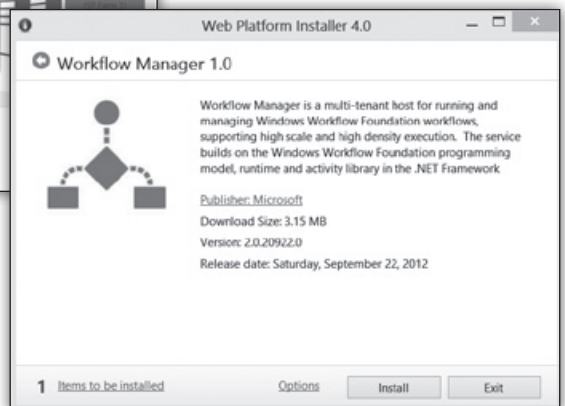 Web Platform Installer 4.0
Workflow Manager 1.0
Workflow Manager is a multi-tenant host for running and
managing Windows Workflow Foundation workflows,
supporting high scale and high density execution. The service
builds on the Windows Workflow Foundation programming
model, runtime and activity library in the .NET Framework
Publisher: Microsoft
Download Size: 3.15 MB
Version: 2.0.20922.0
Release date: Saturday, September 22, 2012
1 Items to be installed
Options
Install
Exit